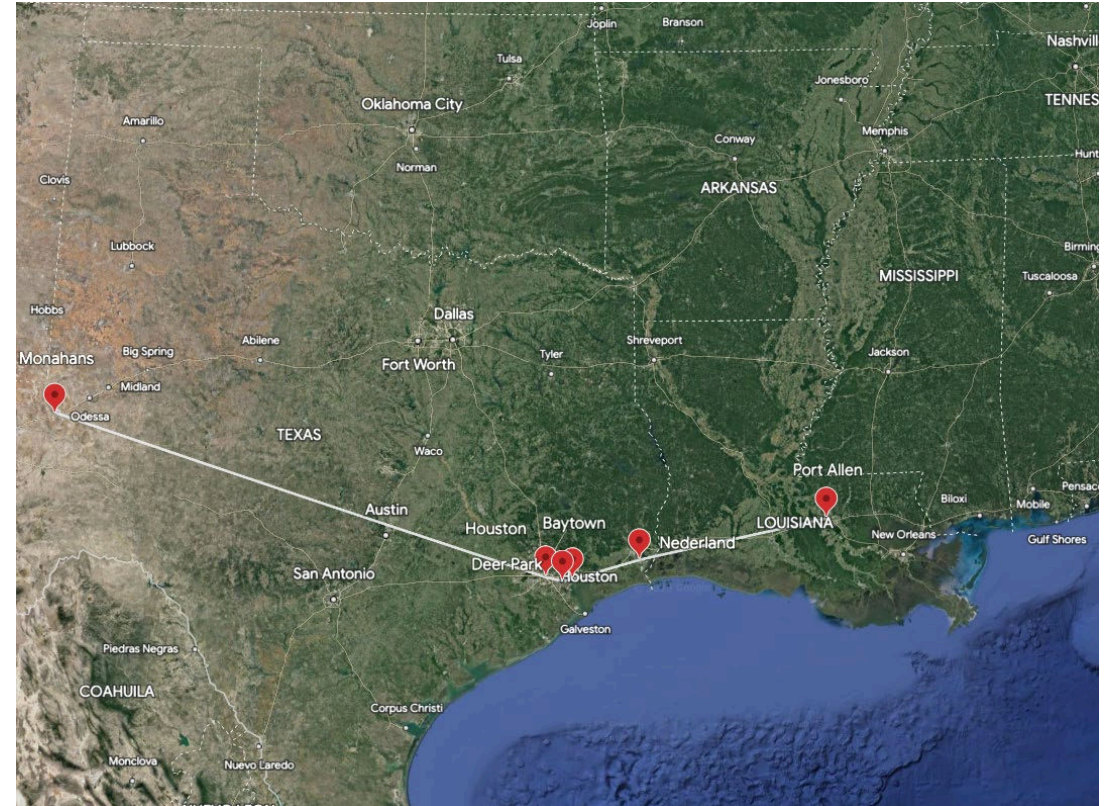 Joplin
Branson
Nashvill
Tulsa
Jonesboro
Oklahoma City
TENNES
Amarillo
Memphis
Conway
Norman
Hunt
Clovis
ARKANSAS
Lubbock
Birming
MISSISSIPPI
Tuscaloosa
Hobbs
Dallas
Abilene
Shreveport
Monahans
Big Spring
Tyler
Jackson
Fort Worth
Midland
Odessa
TEXAS
Waco
Port Allen
Pensac
Biloxi
Mobile
Austin
Houston
Baytown
LOUISIANA
New Orleans
Gulf Shores
Nederland
Deer Park
San Antonio
Houston
Galveston
Piedras Negras
COAHUILA
Corpus Christi
Monclova
Nuevo Laredo